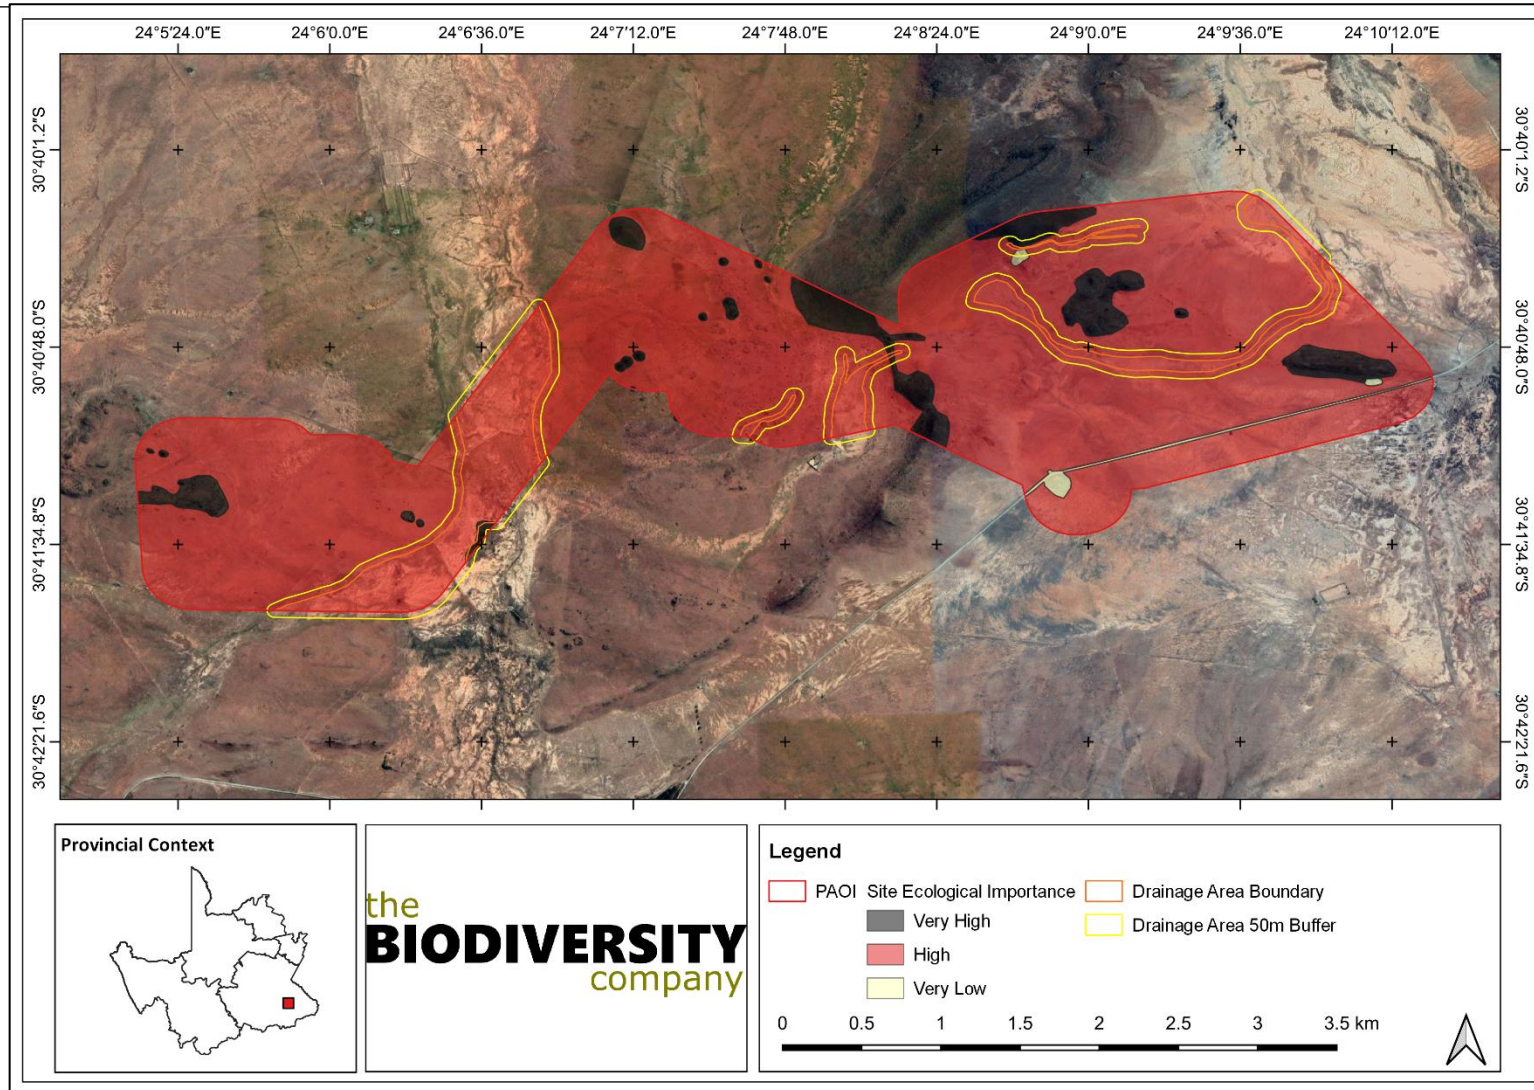 24°5'24.0"E 24°6'0.0"E 24°6'36.0"E 24°7'12.0"E 24°7'48.0"E 24°8'24.0"E 24°9'0.0"E 24°9'36.0"E 24°10'12.0"E
30°40'1.2"S 30°40'1.2"S
30°40'48.0"S 30°40'48.0"S
30°41'34.8"S 30°41'34.8"S
30°42'21.6"S 30°42'21.6"S
Provincial Context
the
BIODIVERSITY
company
Legend
PAOI Site Ecological Importance Drainage Area Boundary
Very High Drainage Area 50m Buffer
High
Very Low
0 0.5 1 1.5 2 2.5 3 3.5 km